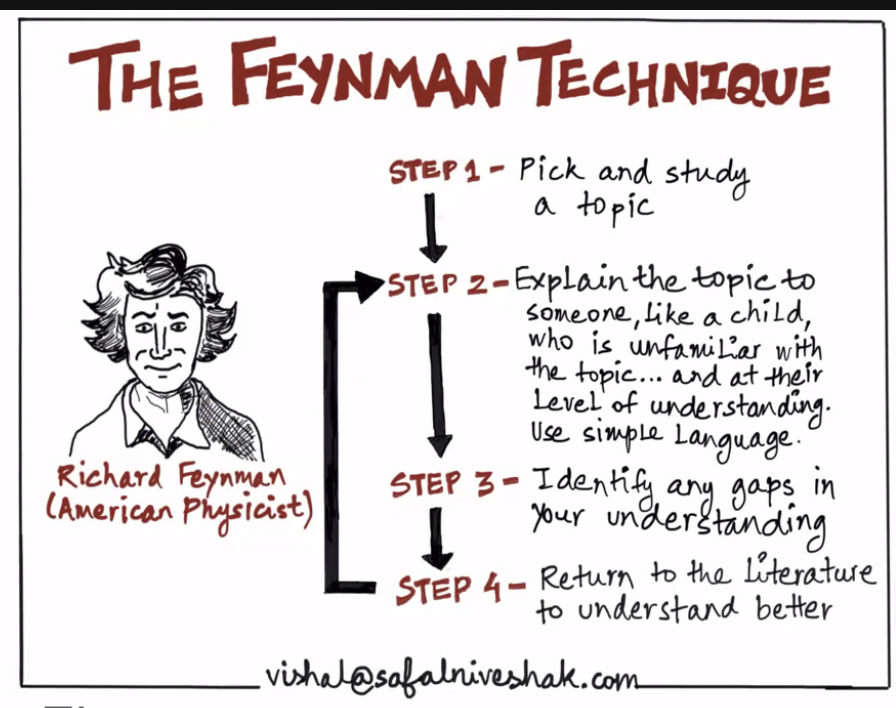 THE FEYNMAN TECHNIQUE
STEP 1 - Pick and study
a topic
STEP 2 - Explain the topic to
someone, like a child,
who is unfamiliar with
the topic... and at their
level of understanding.
Use simple language.
STEP 3 - Identify any gaps in
your understanding
STEP 4 - Return to the literature
to understand better
Richard Feynman
(American Physicist)
vishal@safalniveshak.com